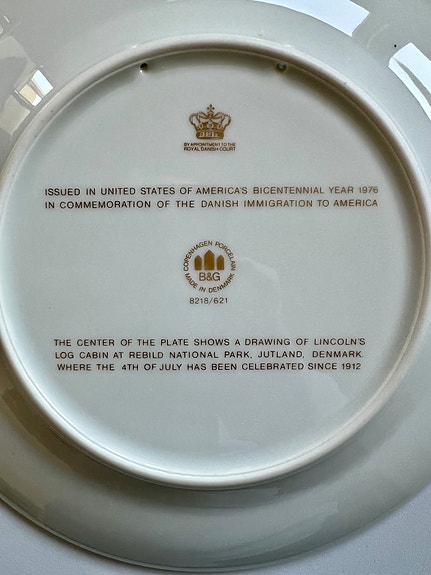 BY APPOINTMENT TO THE
ROYAL DANISH COURT
ISSUED IN UNITED STATES OF AMERICA'S BICENTENNIAL YEAR 1976
IN COMMEMORATION OF THE DANISH IMMIGRATION TO AMERICA
COPENHAGEN PORCELAIN
B&G
MADE IN DENMARK
8218/621
THE CENTER OF THE PLATE SHOWS A DRAWING OF LINCOLN'S
LOG CABIN AT REBILD NATIONAL PARK, JUTLAND, DENMARK.
WHERE THE 4TH OF JULY HAS BEEN CELEBRATED SINCE 1912